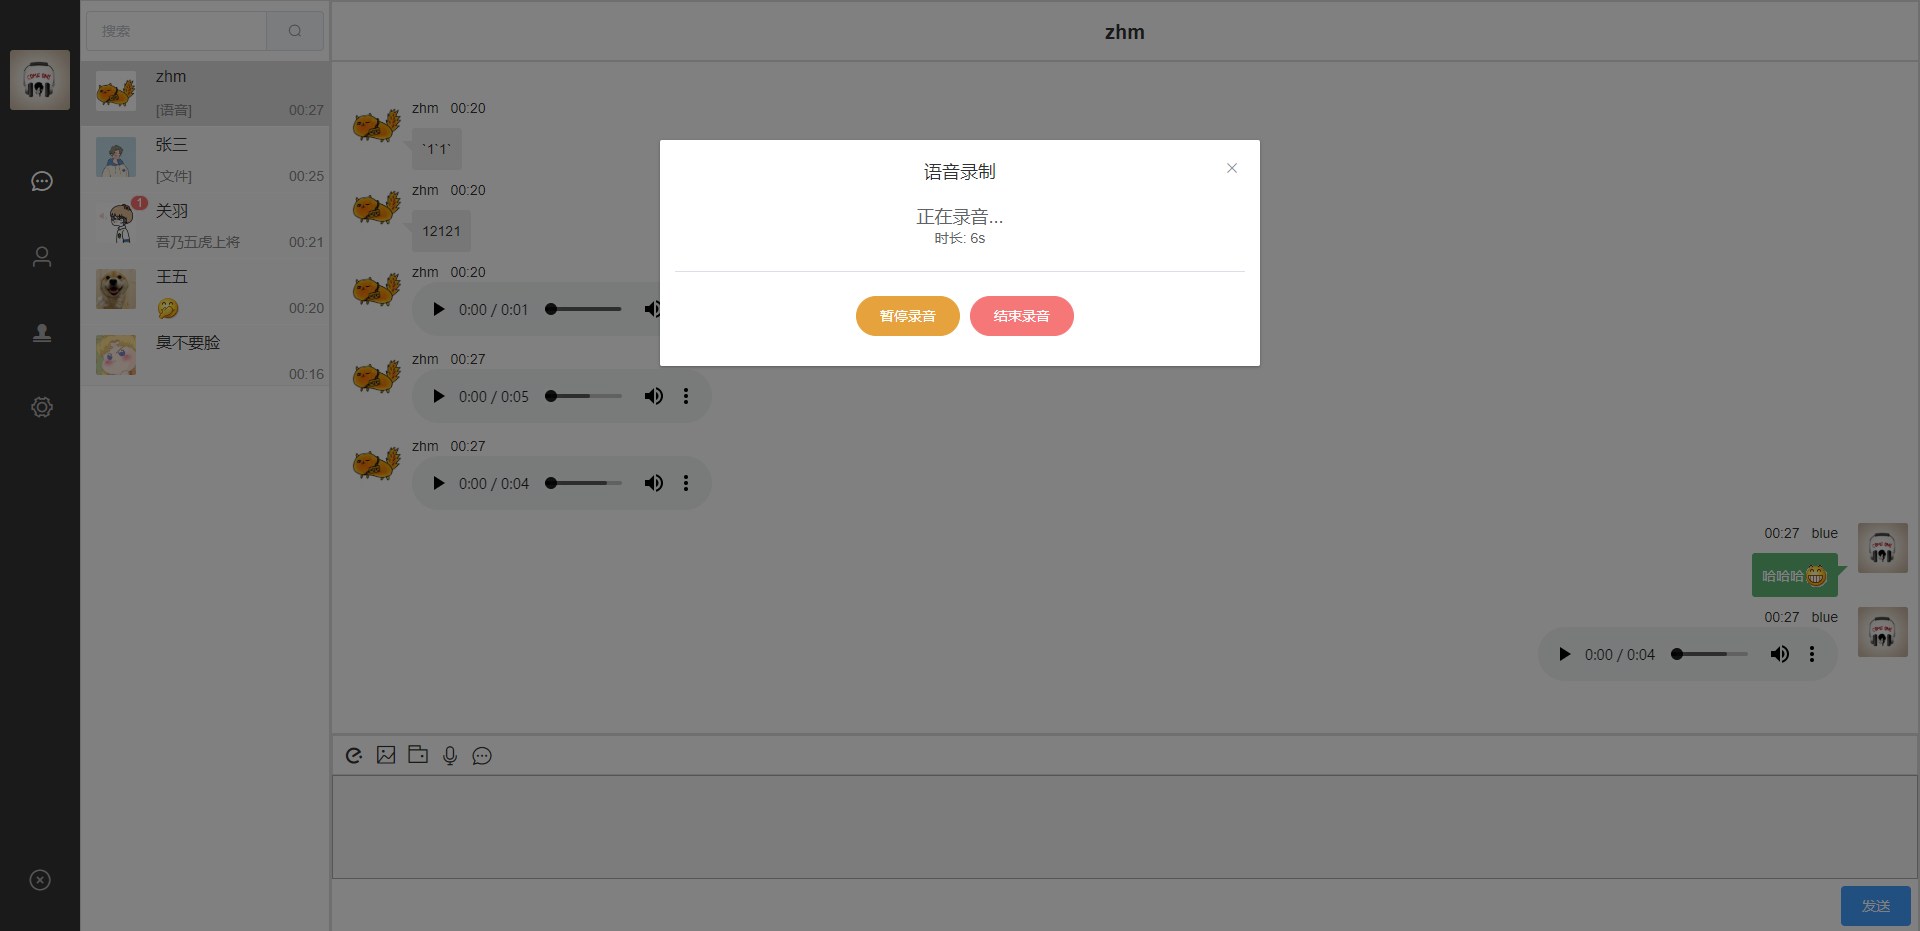 搜索
zhm
[语音]
00:27
张三
[文件]
00:25
1
关羽
吾乃五虎上将
00:21
王五
00:20
臭不要脸
00:16
zhm
zhm 00:20
`1`1`
zhm 00:20
12121
zhm 00:20
0:00 / 0:01
zhm 00:27
0:00 / 0:05
zhm 00:27
0:00 / 0:04
00:27 blue
哈哈哈
00:27 blue
0:00 / 0:04
语音录制
正在录音...
时长: 6s
暂停录音
结束录音
发送